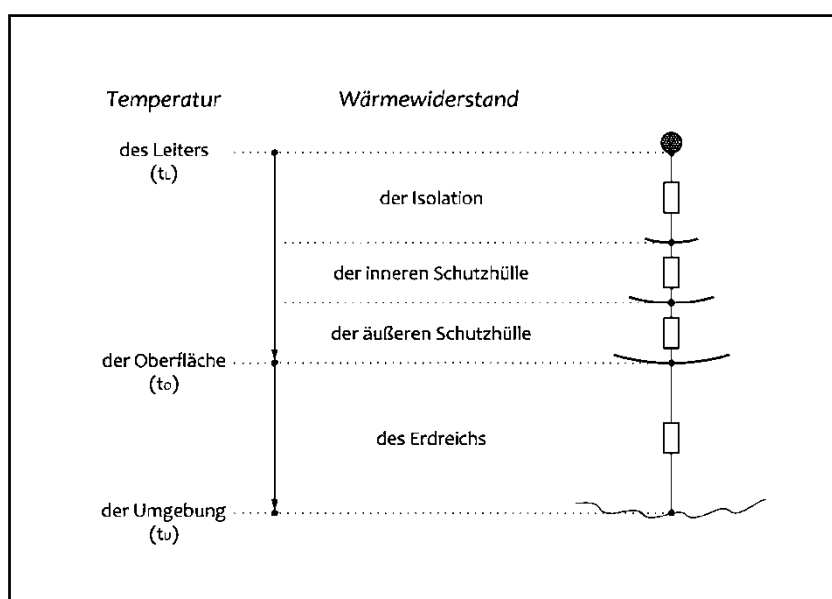 Temperatur Wärmewiderstand
des Leiters
(tL)
der Isolation
der inneren Schutzhülle
der äußeren Schutzhülle
der Oberfläche
(tO)
des Erdreichs
der Umgebung
(tU)